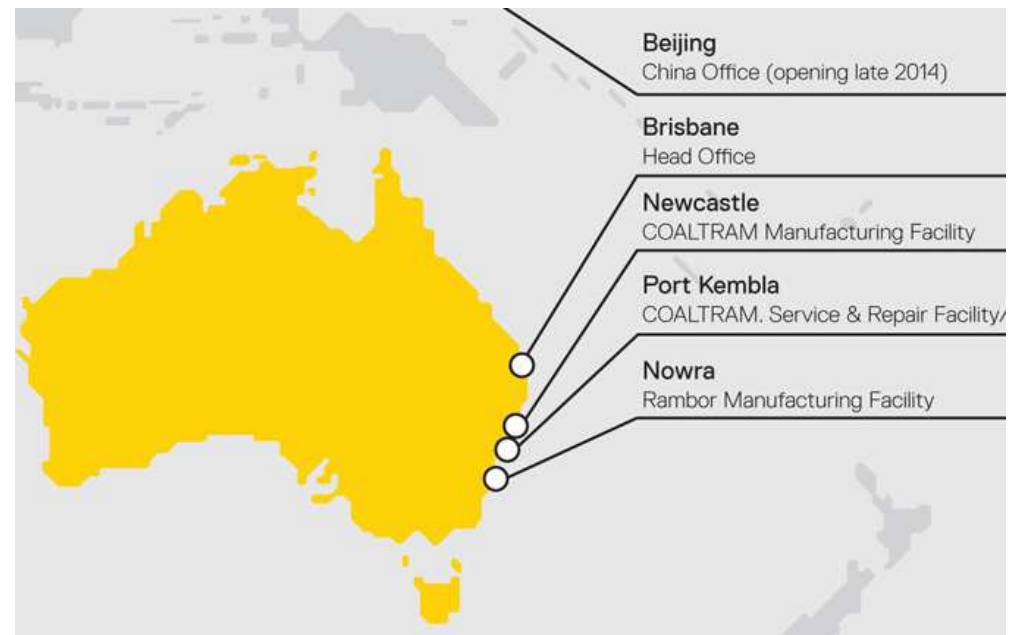 Beijing
China Office (opening late 2014)
Brisbane
Head Office
Newcastle
COALTRAM Manufacturing Facility
Port Kembla
COALTRAM. Service & Repair Facility/
Nowra
Rambor Manufacturing Facility